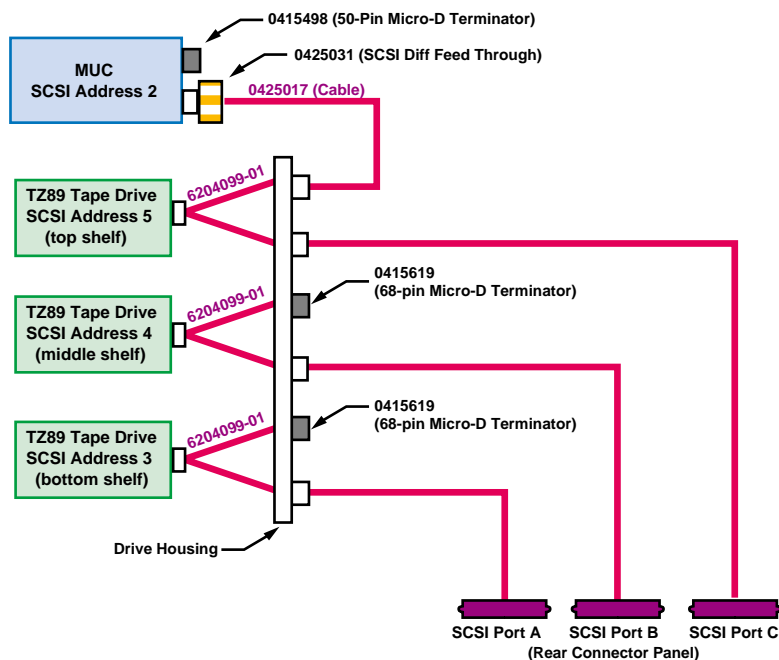 0415498 (50-Pin Micro-D Terminator)
0425031 (SCSI Diff Feed Through)
MUC
SCSI Address 2
0425017 (Cable)
TZ89 Tape Drive
SCSI Address 5
(top shelf)
6204099-01
TZ89 Tape Drive
SCSI Address 4
(middle shelf)
6204099-01
0415619
(68-pin Micro-D Terminator)
TZ89 Tape Drive
SCSI Address 3
(bottom shelf)
6204099-01
0415619
(68-pin Micro-D Terminator)
Drive Housing
SCSI Port A
SCSI Port B
SCSI Port C
(Rear Connector Panel)